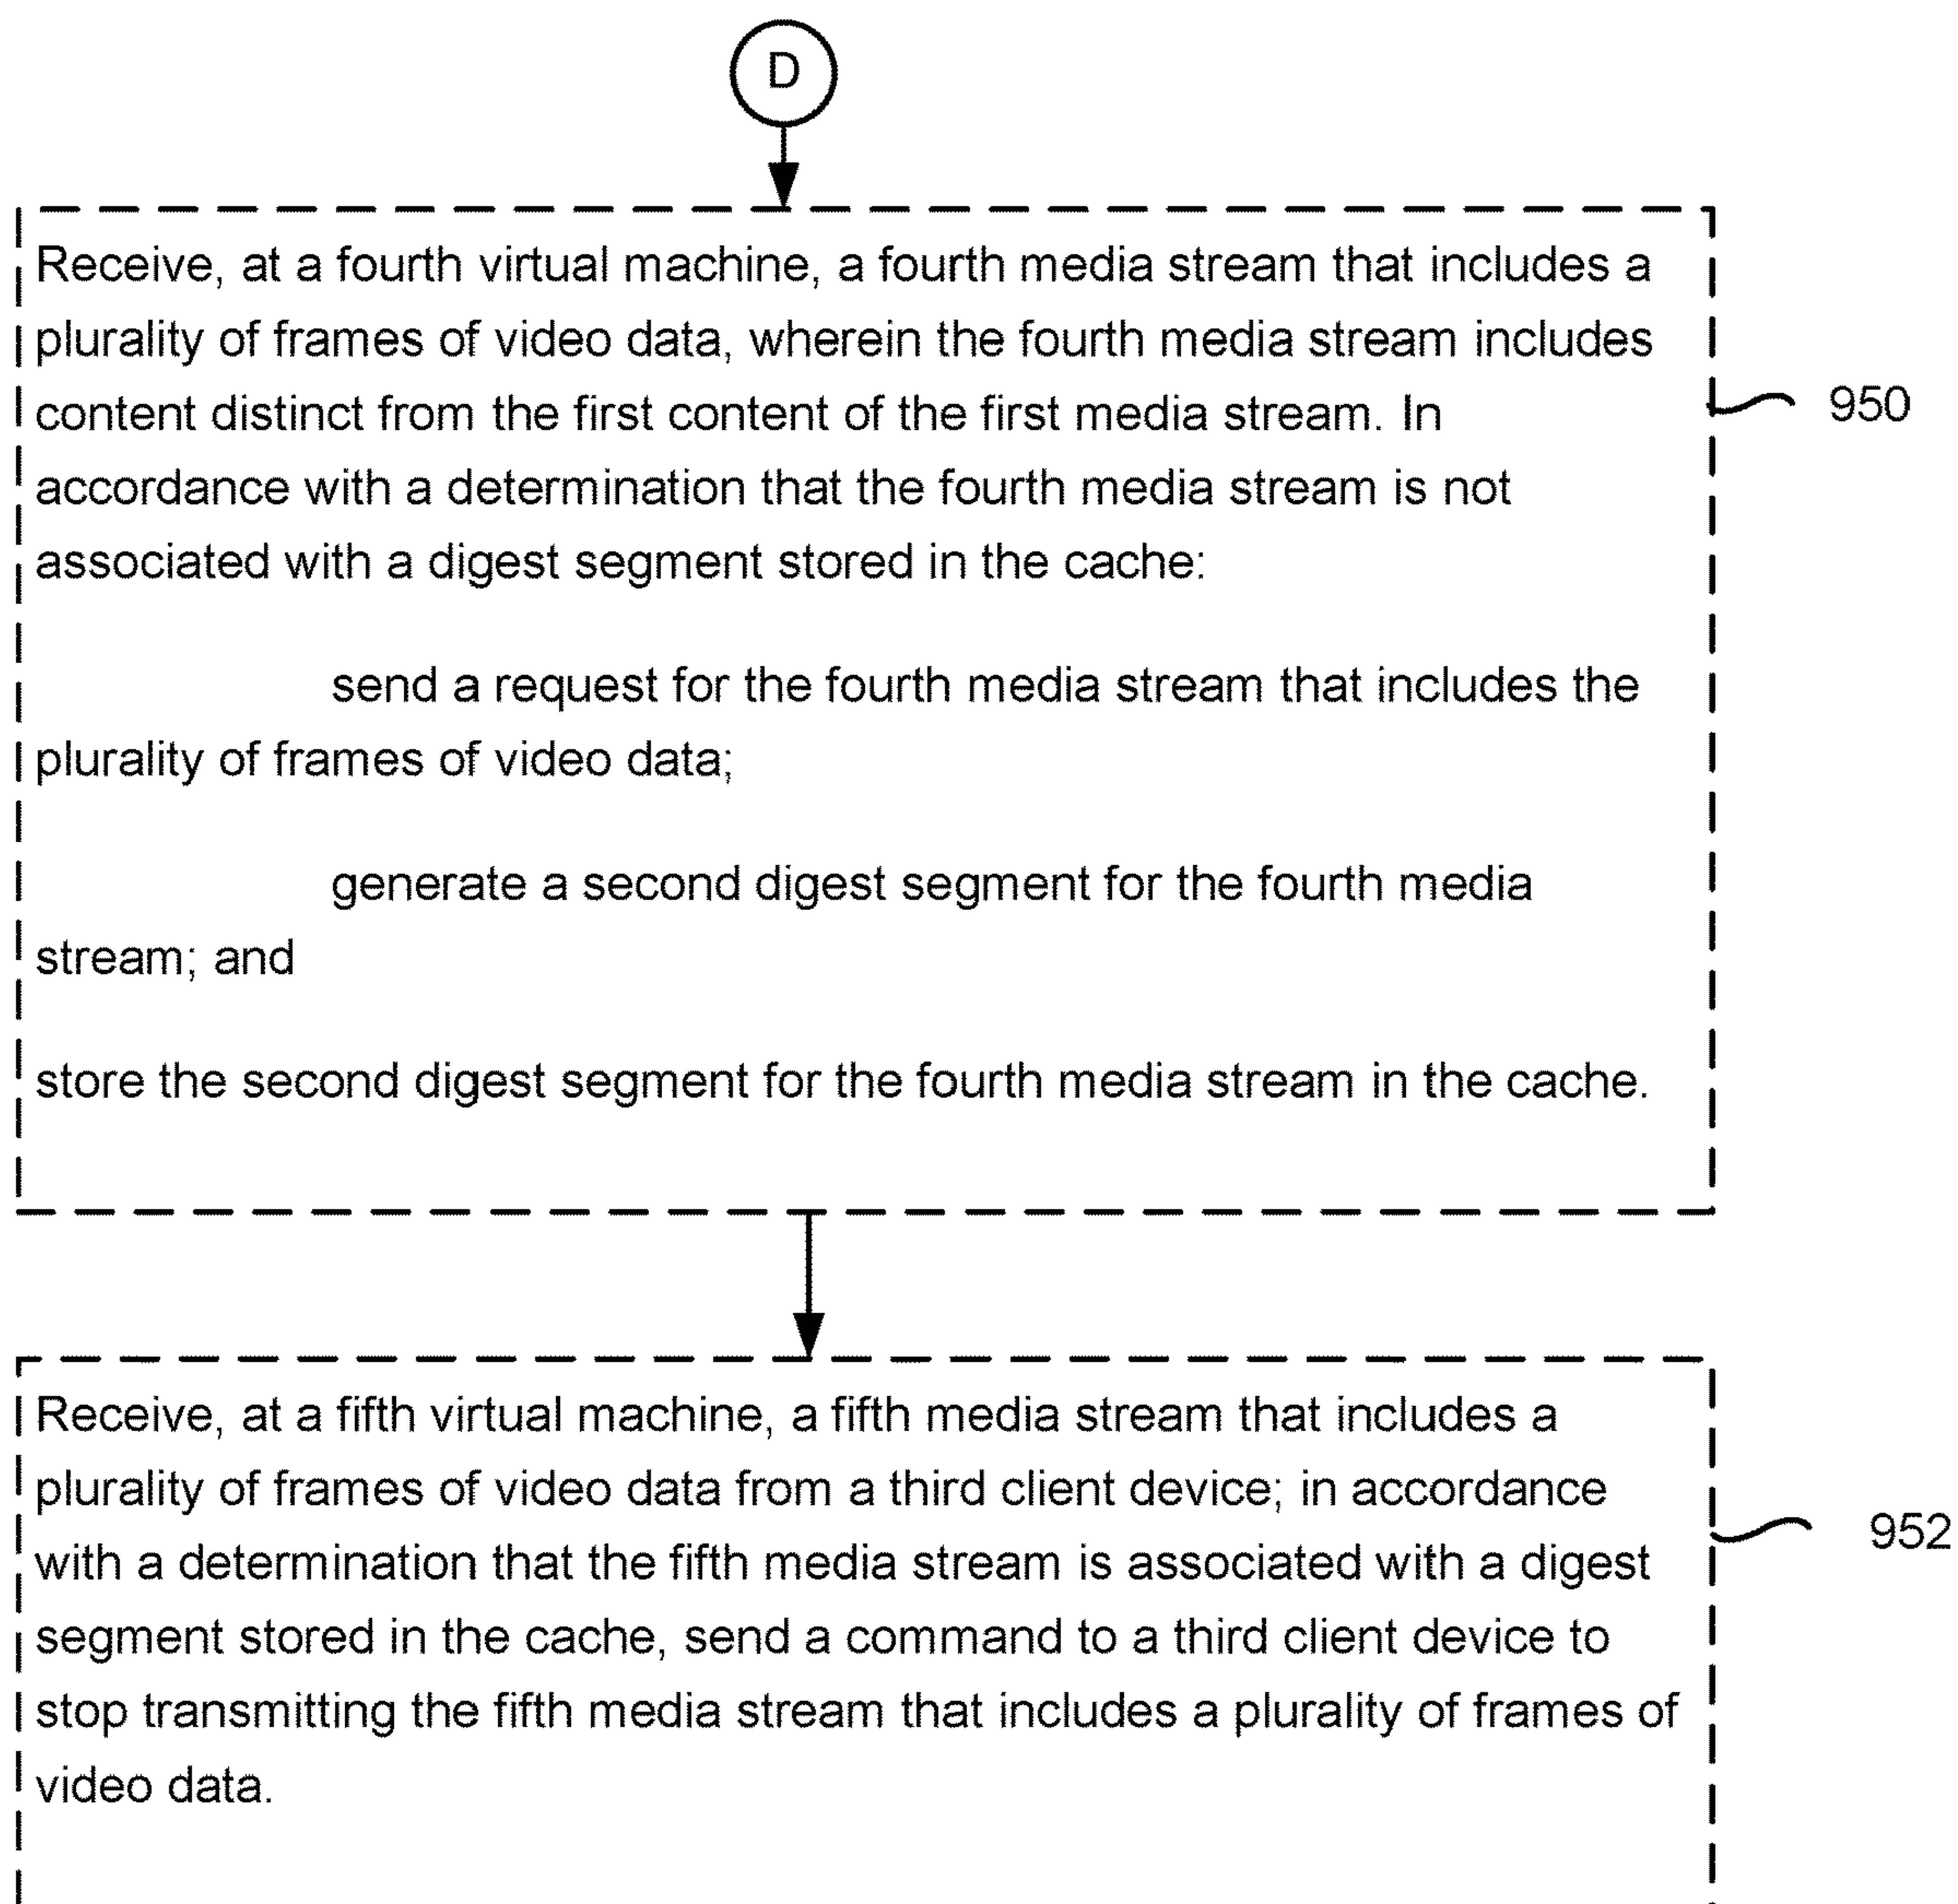 D
Receive, at a fourth virtual machine, a fourth media stream that includes a
plurality of frames of video data, wherein the fourth media stream includes
content distinct from the first content of the first media stream. In
accordance with a determination that the fourth media stream is not
associated with a digest segment stored in the cache:
send a request for the fourth media stream that includes the
plurality of frames of video data;
generate a second digest segment for the fourth media
stream; and
store the second digest segment for the fourth media stream in the cache.
950
Receive, at a fifth virtual machine, a fifth media stream that includes a
plurality of frames of video data from a third client device; in accordance
with a determination that the fifth media stream is associated with a digest
segment stored in the cache, send a command to a third client device to
stop transmitting the fifth media stream that includes a plurality of frames of
video data.
952